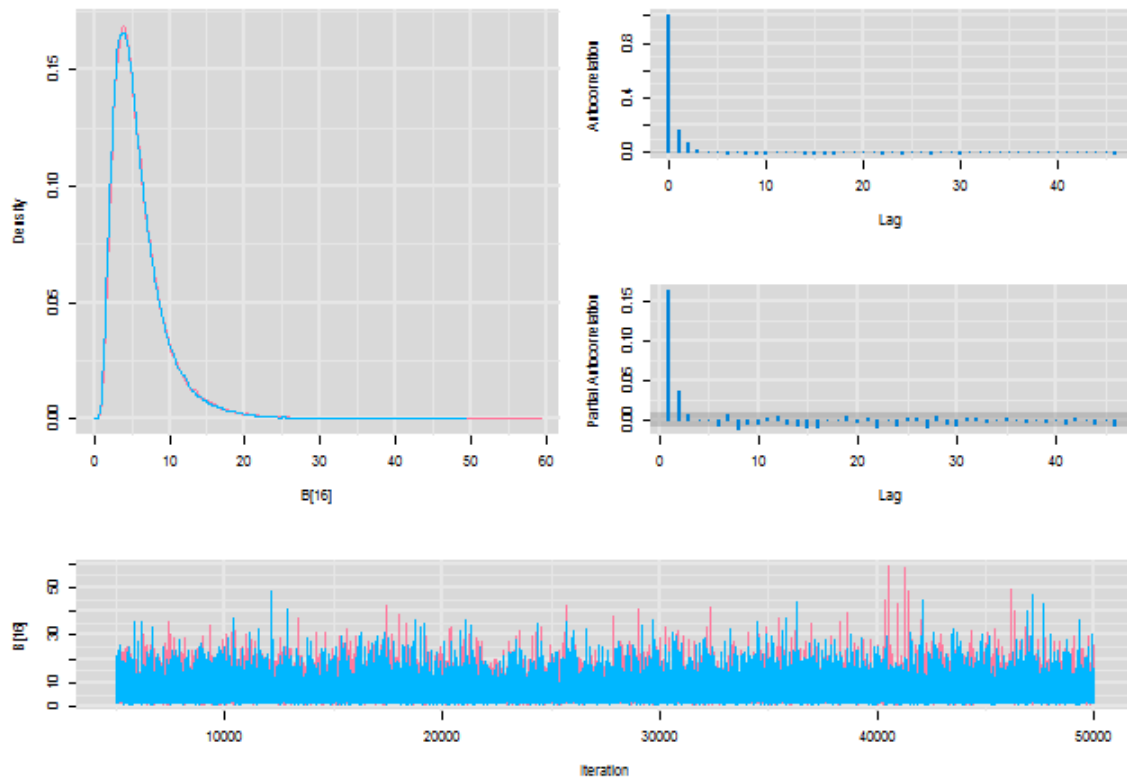 Density
0.00 0.05 0.10 0.15
0 10 20 30 40 50 60
B[16]
Autocorrelation
0.0 0.4 0.8
0 10 20 30 40
Lag
Partial Autocorrelation
0.00 0.05 0.10 0.15
0 10 20 30 40
Lag
B[16]
0 10 30 50
10000 20000 30000 40000 50000
Iteration